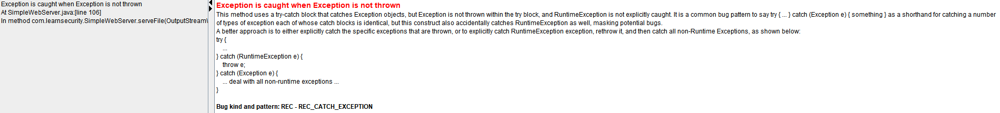 Exception is caught when Exception is not thrown
At SimpleWebServer.java:[line 106]
In method com.learnsecurity.SimpleWebServer.serveFile(OutputStream\
Exception is caught when Exception is not thrown
This method uses a try-catch block that catches Exception objects, but Exception is not thrown within the try block, and RuntimeException is not explicitly caught. It is a common bug pattern to say try { ... } catch (Exception e) { something } as a shorthand for catching a number
of types of exception each of whose catch blocks is identical, but this construct also accidentally catches RuntimeException as well, masking potential bugs.
A better approach is to either explicitly catch the specific exceptions that are thrown, or to explicitly catch RuntimeException exception, rethrow it, and then catch all non-Runtime Exceptions, as shown below:
try {
...
} catch (RuntimeException e) {
throw e;
} catch (Exception e) {
... deal with all non-runtime exceptions ...
}
Bug kind and pattern: REC - REC_CATCH_EXCEPTION